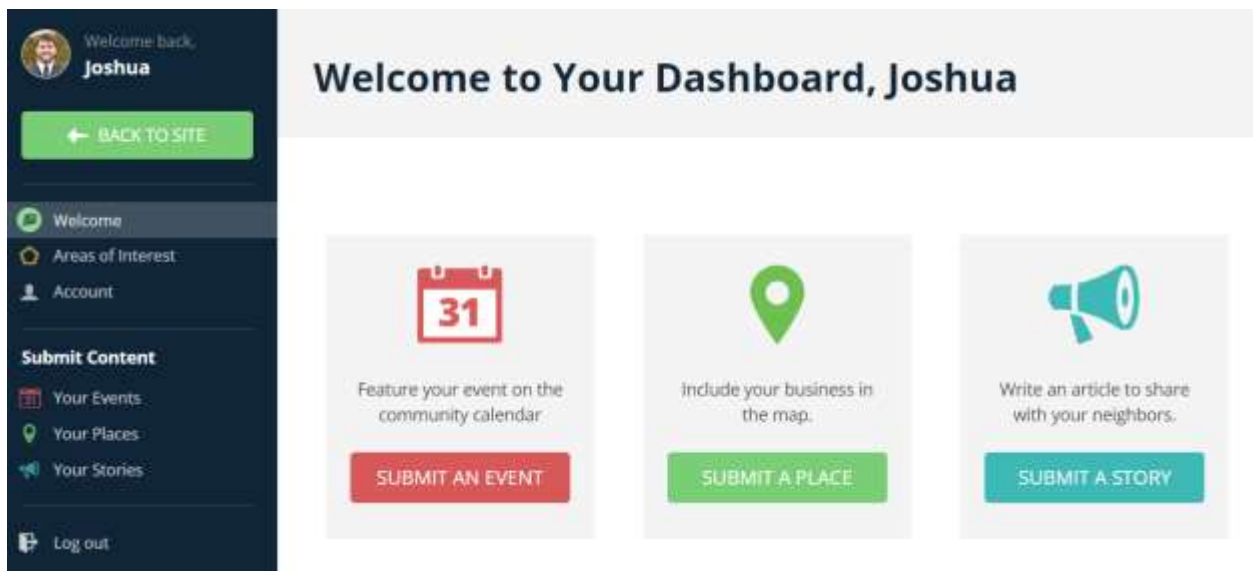 Welcome back,
Joshua
BACK TO SITE
Welcome
Areas of Interest
Account
Submit Content
Your Events
Your Places
Your Stories
Log out
Welcome to Your Dashboard, Joshua
31
Feature your event on the
community calendar
SUBMIT AN EVENT
Include your business in
the map.
SUBMIT A PLACE
Write an article to share
with your neighbors.
SUBMIT A STORY